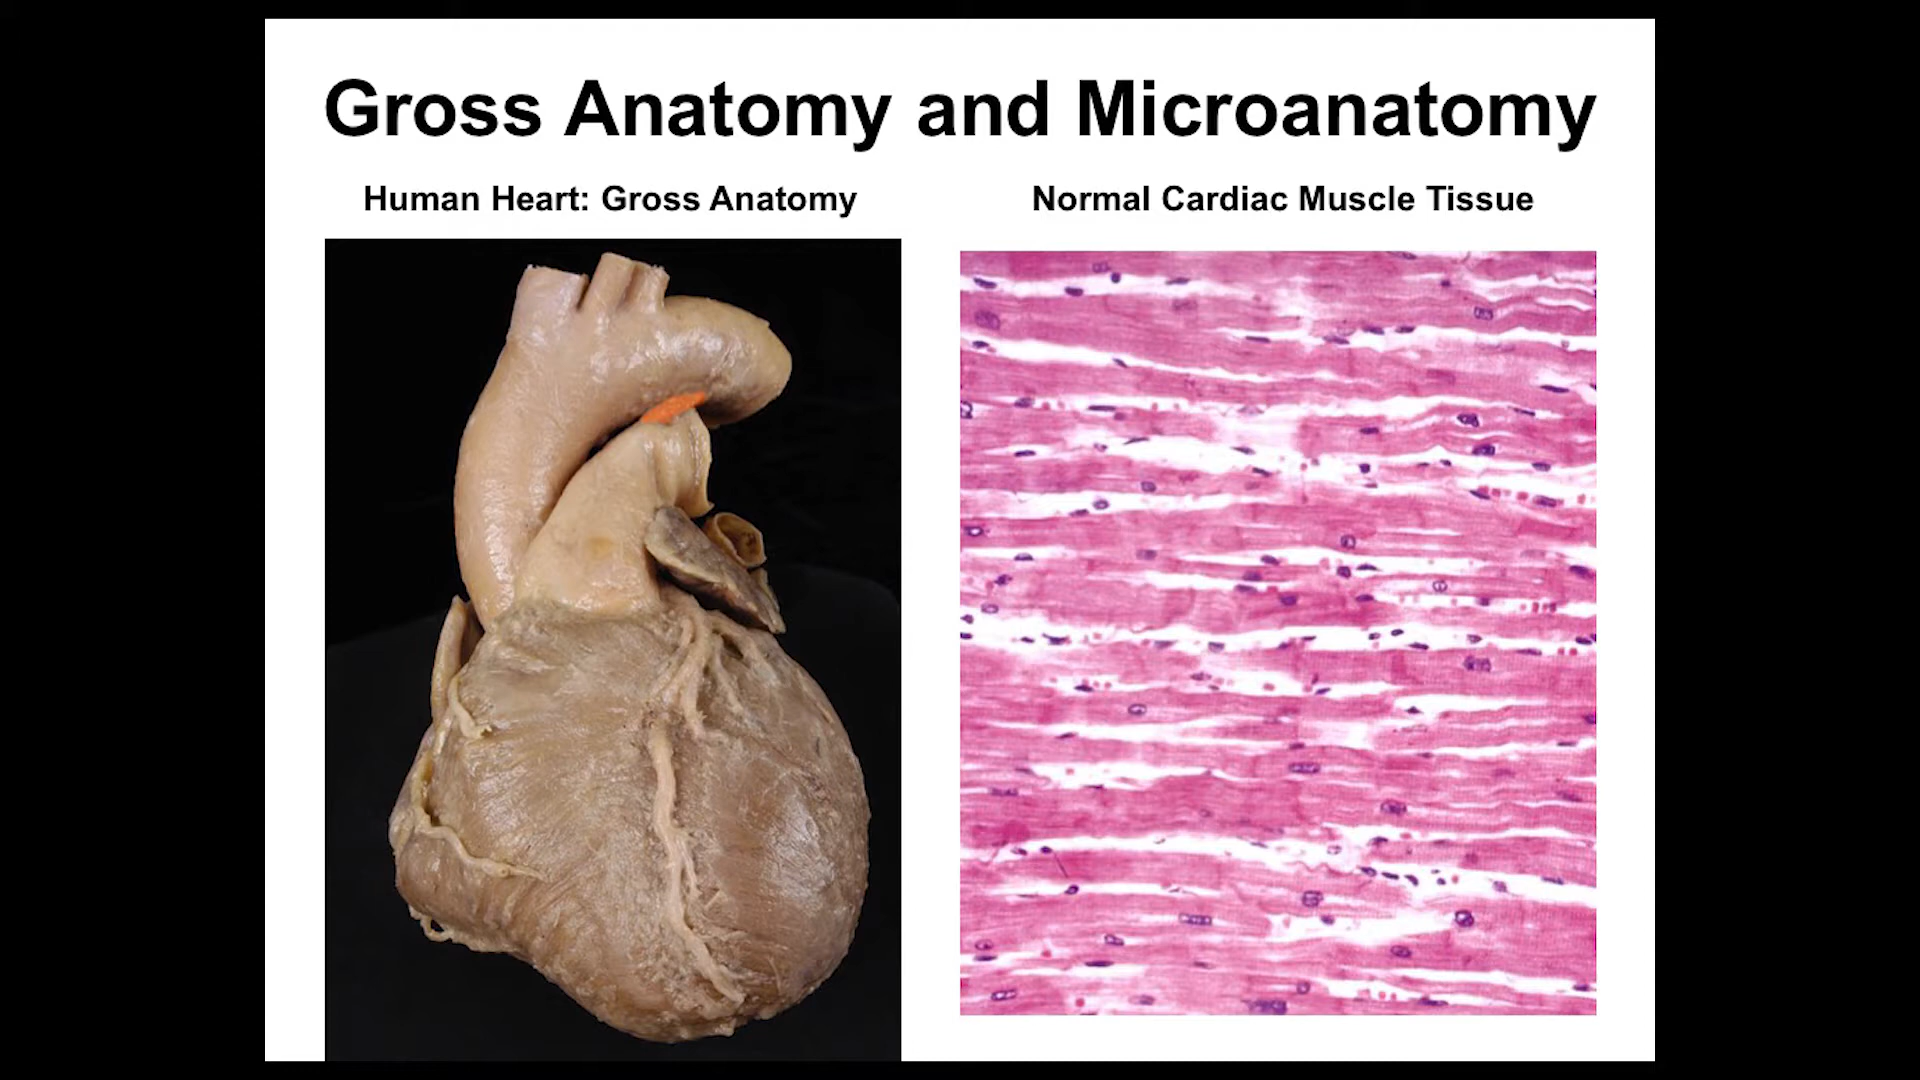 Gross Anatomy and Microanatomy
Human Heart: Gross Anatomy
Normal Cardiac Muscle Tissue